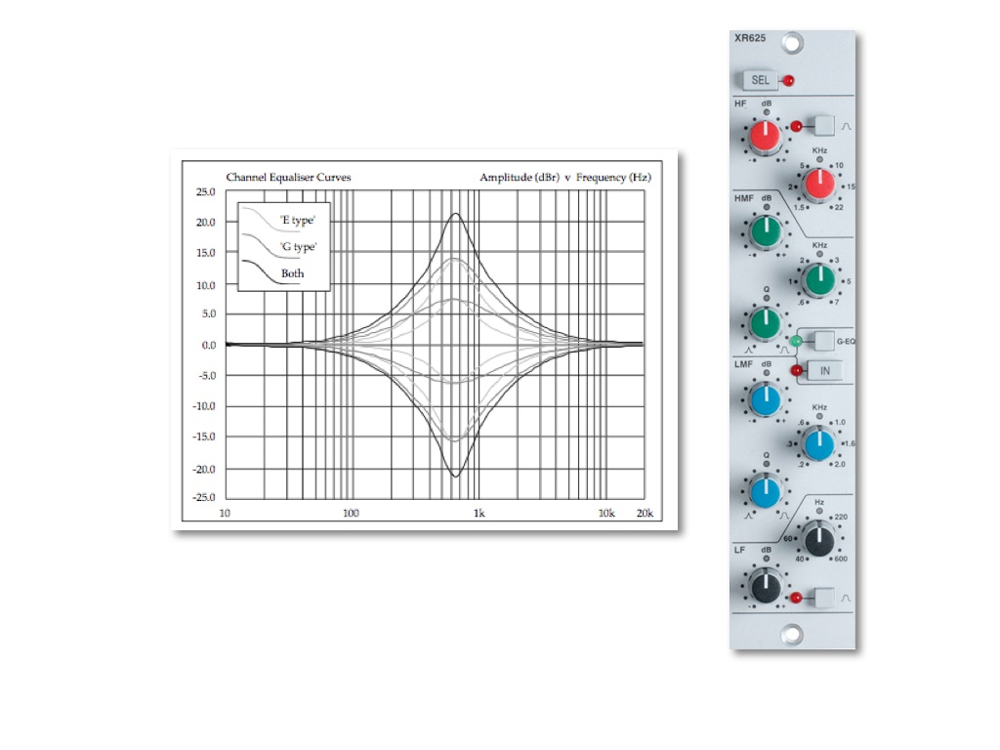 Channel Equaliser Curves Amplitude (dBr) v Frequency (Hz)
25.0
20.0
15.0
10.0
5.0
0.0
-5.0
-10.0
-15.0
-20.0
-25.0
'E type'
'G type'
Both
10 100 1k 10k 20k
XR625
SEL
HF dB
- +
KHz
5 10
2 15
1.5 22
HMF dB
- +
KHz
2 3
1 5
.6 7
Q
G-EQ
IN
LMF dB
- +
KHz
.6 1.0
.3 1.6
.2 2.0
Q
Hz
220
60
40 600
LF dB
- +